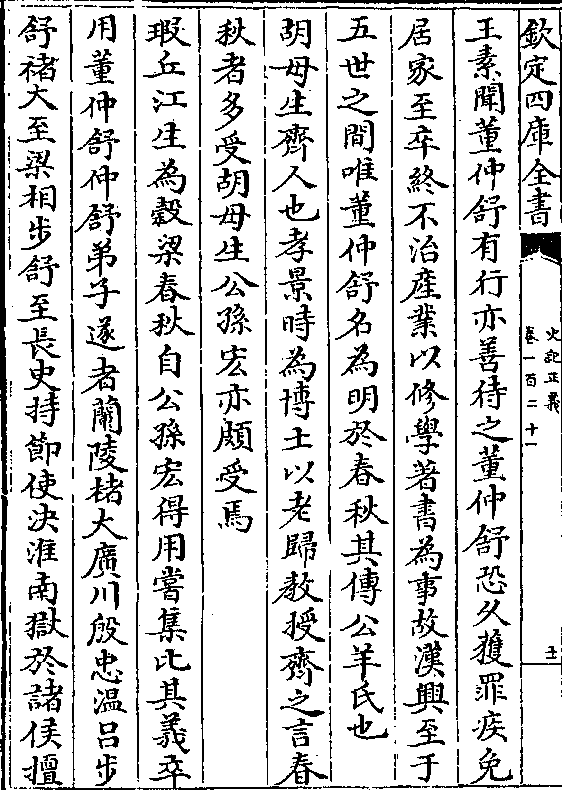 欽定四庫全書
史記正義
卷一百二十一
王素聞董仲舒有行亦善待之董仲舒恐久獲罪疾免
居家至卒終不治產業以修學著書為事故漢興至于
五世之間唯董仲舒名為明於春秋其傳公羊氏也
胡母生齊人也孝景時為博士以老歸教授齊之言春
秋者多受胡母生公孫宏亦頗受焉
瑕丘江生為榖梁春秋自公孫宏得用嘗集比其義卒
用董仲舒仲舒弟子遂者蘭陵褚大廣川殷忠溫呂步
舒褚大至梁相步舒至長史持節使決淮南獄於諸侯擅